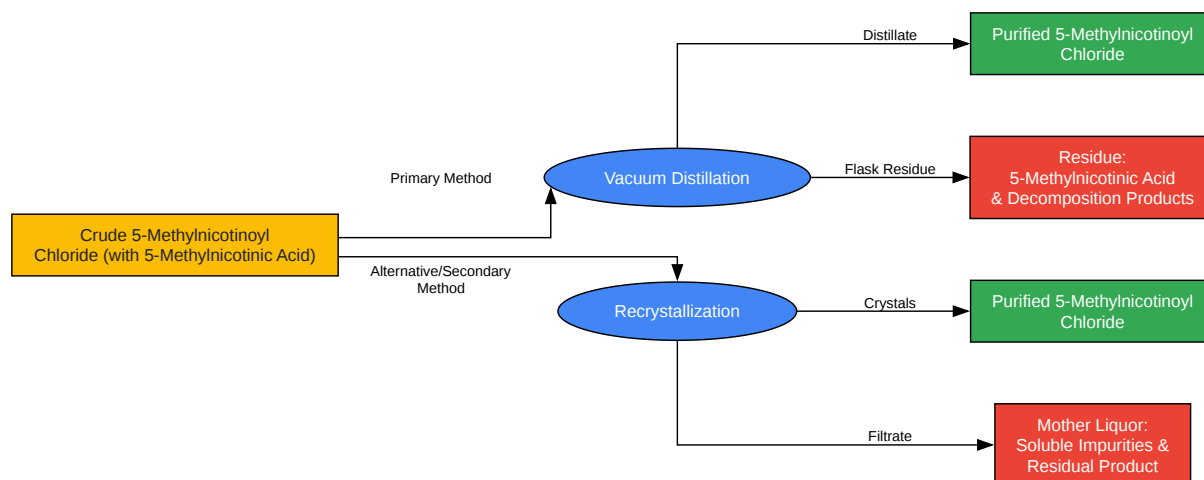 Distillate
Purified 5-Methylnicotinoyl
Chloride
Primary Method
Vacuum Distillation
Flask Residue
Residue:
5-Methylnicotinic Acid
& Decomposition Products
Crude 5-Methylnicotinoyl
Chloride (with 5-Methylnicotinic Acid)
Alternative/Secondary
Method
Recrystallization
Crystals
Purified 5-Methylnicotinoyl
Chloride
Filtrate
Mother Liquor:
Soluble Impurities &
Residual Product